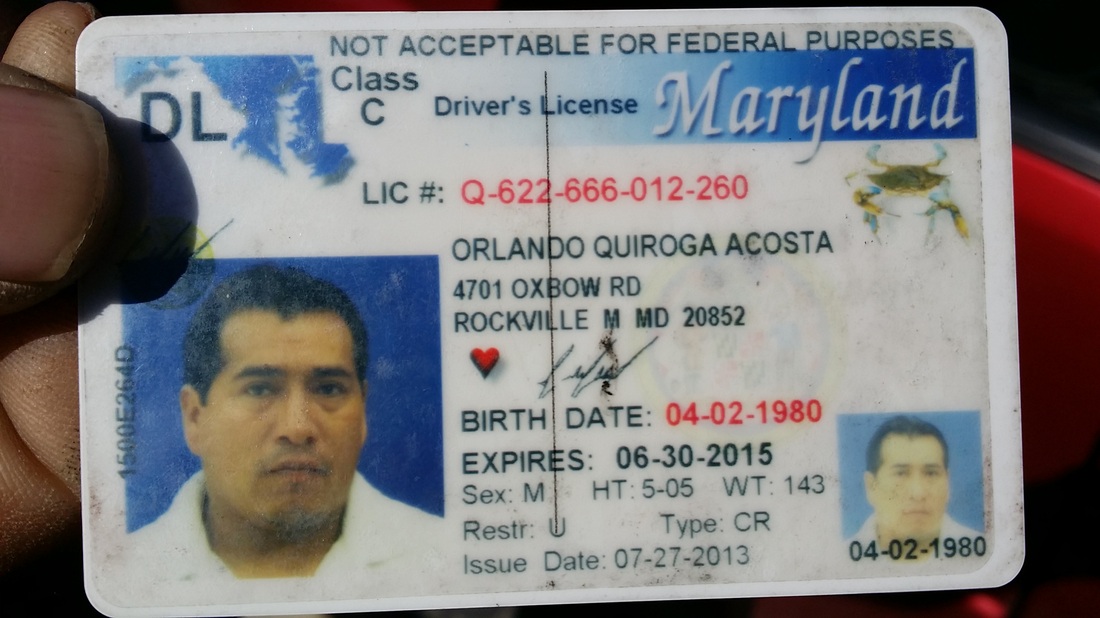 NOT ACCEPTABLE FOR FEDERAL PURPOSES
DL
Class
C
Driver's License
Maryland
LIC #: Q-622-666-012-260
ORLANDO QUIROGA ACOSTA
4701 OXBOW RD
ROCKVILLE M MD 20852
BIRTH DATE: 04-02-1980
EXPIRES: 06-30-2015
Sex: M HT: 5-05 WT: 143
Restr: U Type: CR
Issue Date: 07-27-2013
04-02-1980
1500E264D